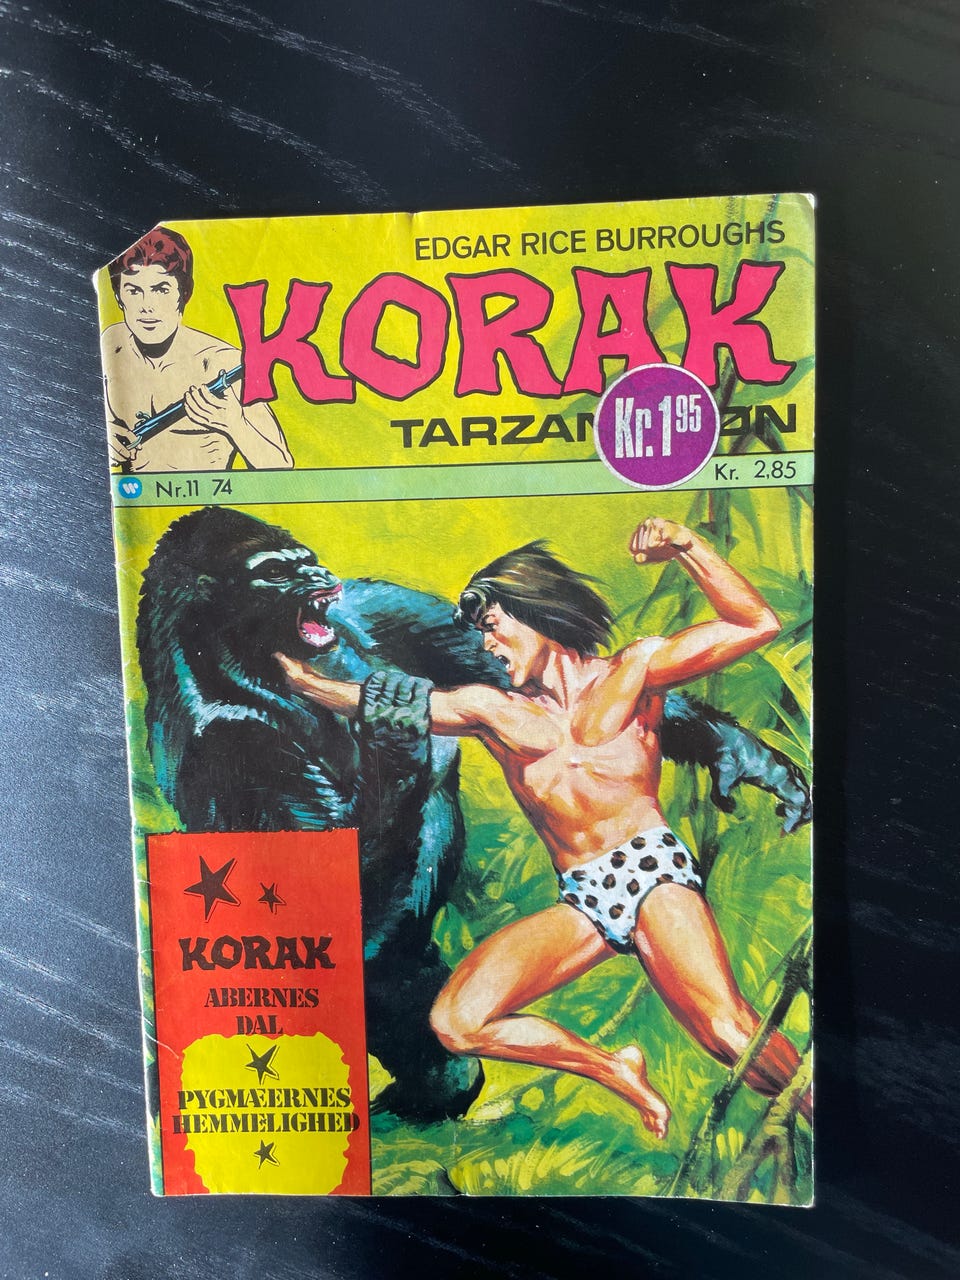 EDGAR RICE BURROUGHS
KORAK
TARZAN ØN
Kr.1 95
Nr.11 74
Kr. 2,85
KORAK
ABERNES
DAL
PYGMÆERNES
HEMMELIGHED